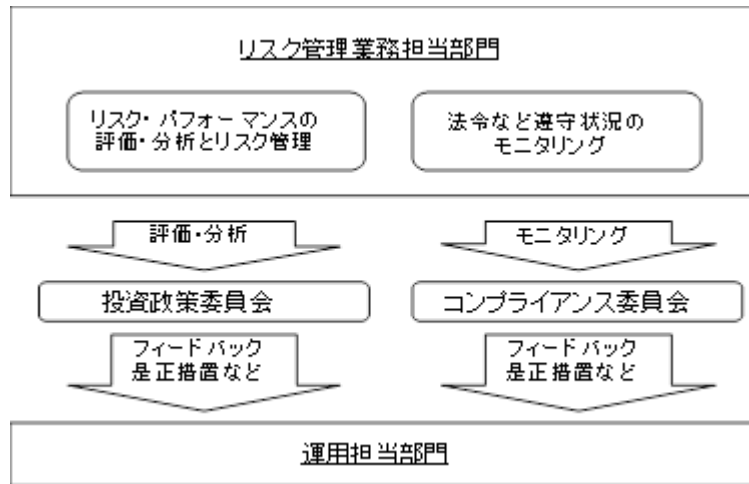 リスク管理業務担当部門
リスク・パフォーマンスの
評価・分析とリスク管理
法令など遵守状況の
モニタリング
評価・分析
モニタリング
投資政策委員会
コンプライアンス委員会
フィードバック
是正措置など
フィードバック
是正措置など
運用担当部門